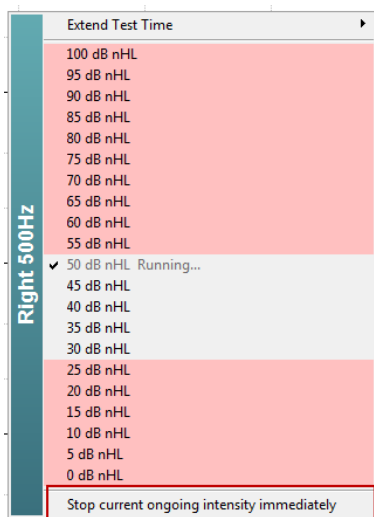 Extend Test Time
100 dB nHL
95 dB nHL
90 dB nHL
85 dB nHL
80 dB nHL
75 dB nHL
70 dB nHL
65 dB nHL
60 dB nHL
55 dB nHL
50 dB nHL Running...
45 dB nHL
40 dB nHL
35 dB nHL
30 dB nHL
25 dB nHL
20 dB nHL
15 dB nHL
10 dB nHL
5 dB nHL
0 dB nHL
Stop current ongoing intensity immediately
Right 500Hz